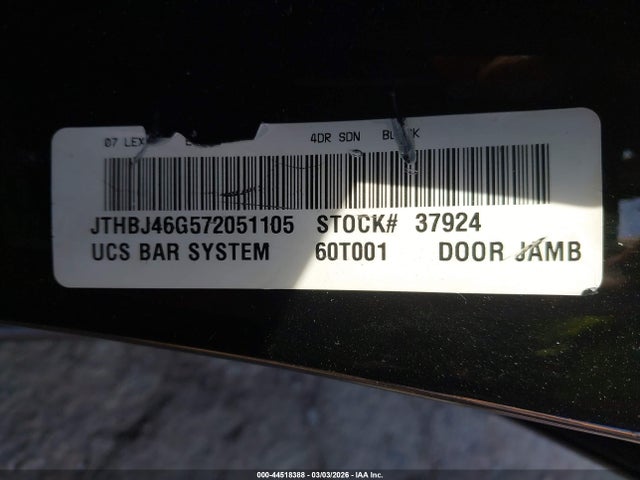 07 LEX 4DR SDN
JTHBJ46G572051105 STOCK# 37924
UCS BAR SYSTEM 60T001 DOOR JAMB
000-44518388 - 03/03/2026 - IAA Inc.